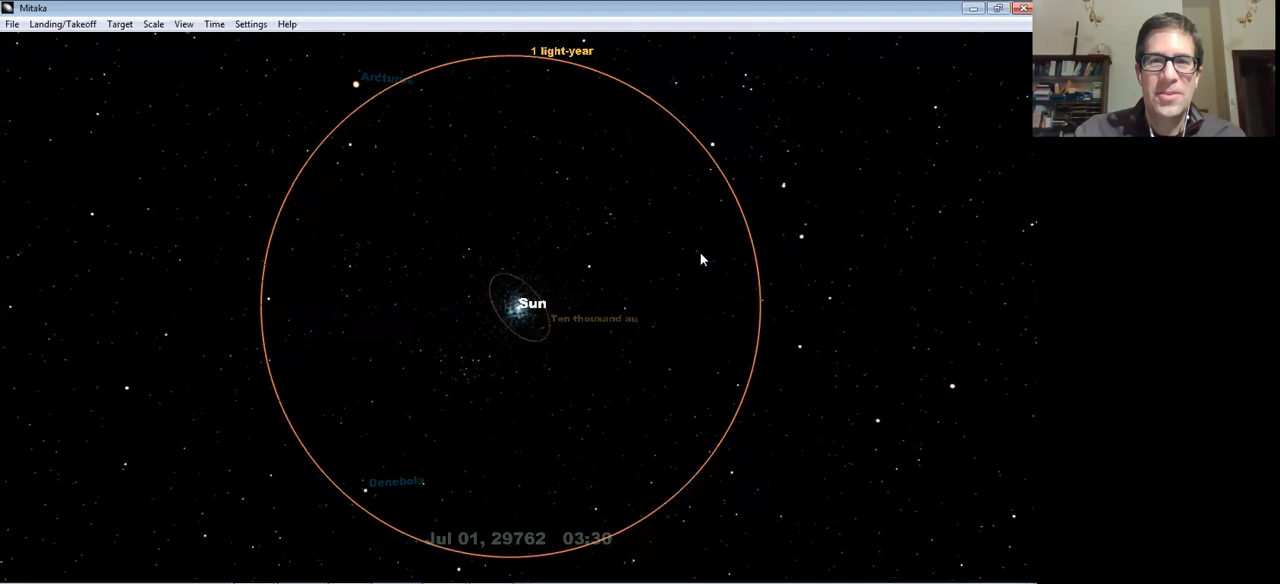 Mitaka
File Landing/Takeoff Target Scale View Time Settings Help
1 light-year
Arcturus
Sun
Ten thousand au
Denebola
Jul 01, 29762 03:30